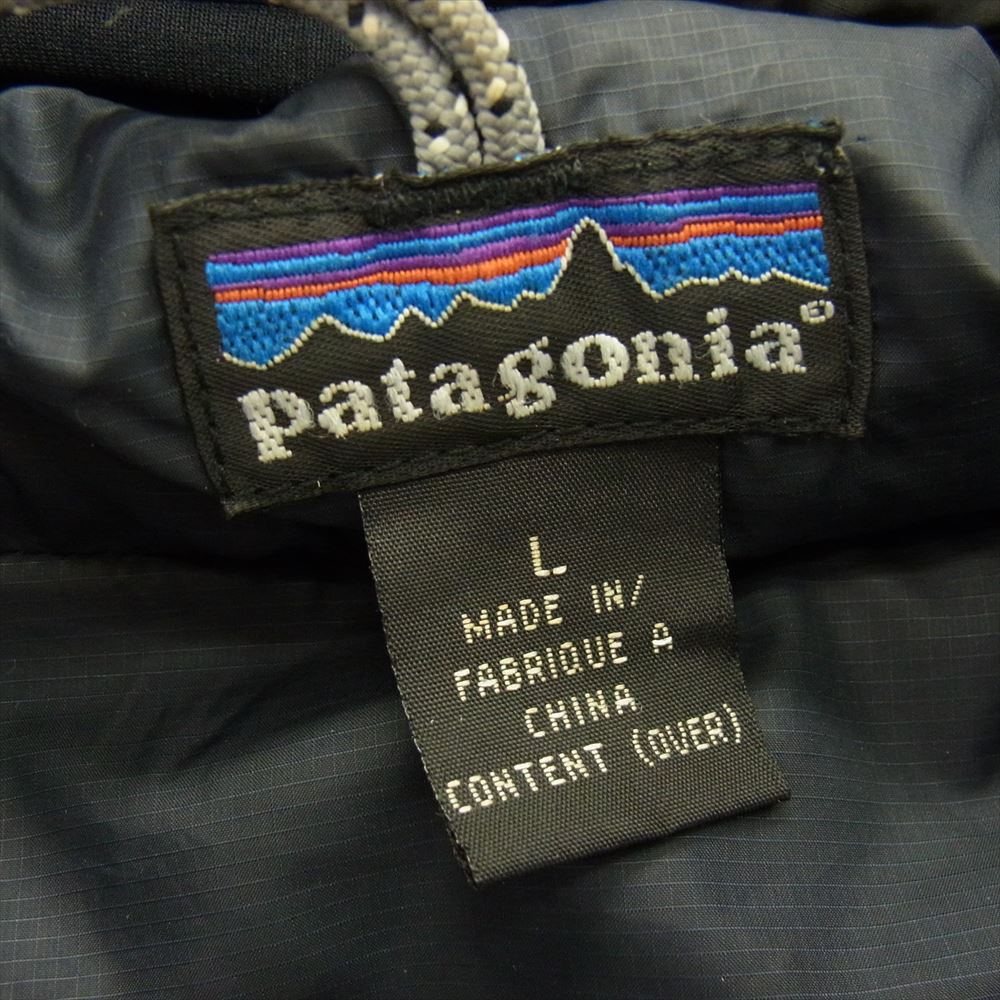 patagonia®
L
MADE IN/
FABRIQUE A
CHINA
CONTENT (OVER)